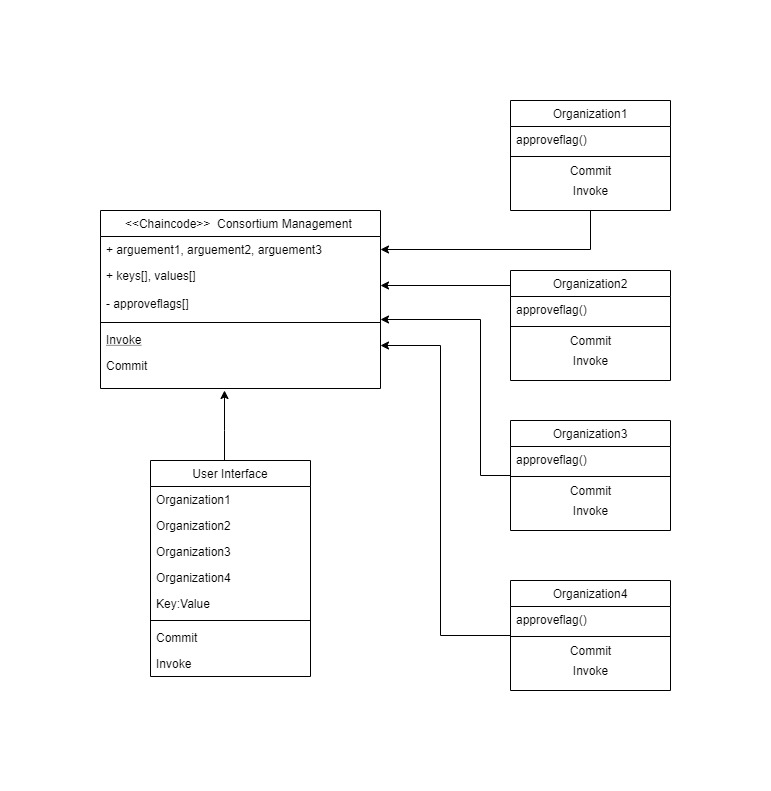 Organization1
approveflag()
Commit
Invoke
<<Chaincode>> Consortium Management
+ arguement1, arguement2, arguement3
+ keys[], values[]
- approveflags[]
Invoke
Commit
Organization2
approveflag()
Commit
Invoke
Organization3
approveflag()
Commit
Invoke
User Interface
Organization1
Organization2
Organization3
Organization4
Key:Value
Commit
Invoke
Organization4
approveflag()
Commit
Invoke